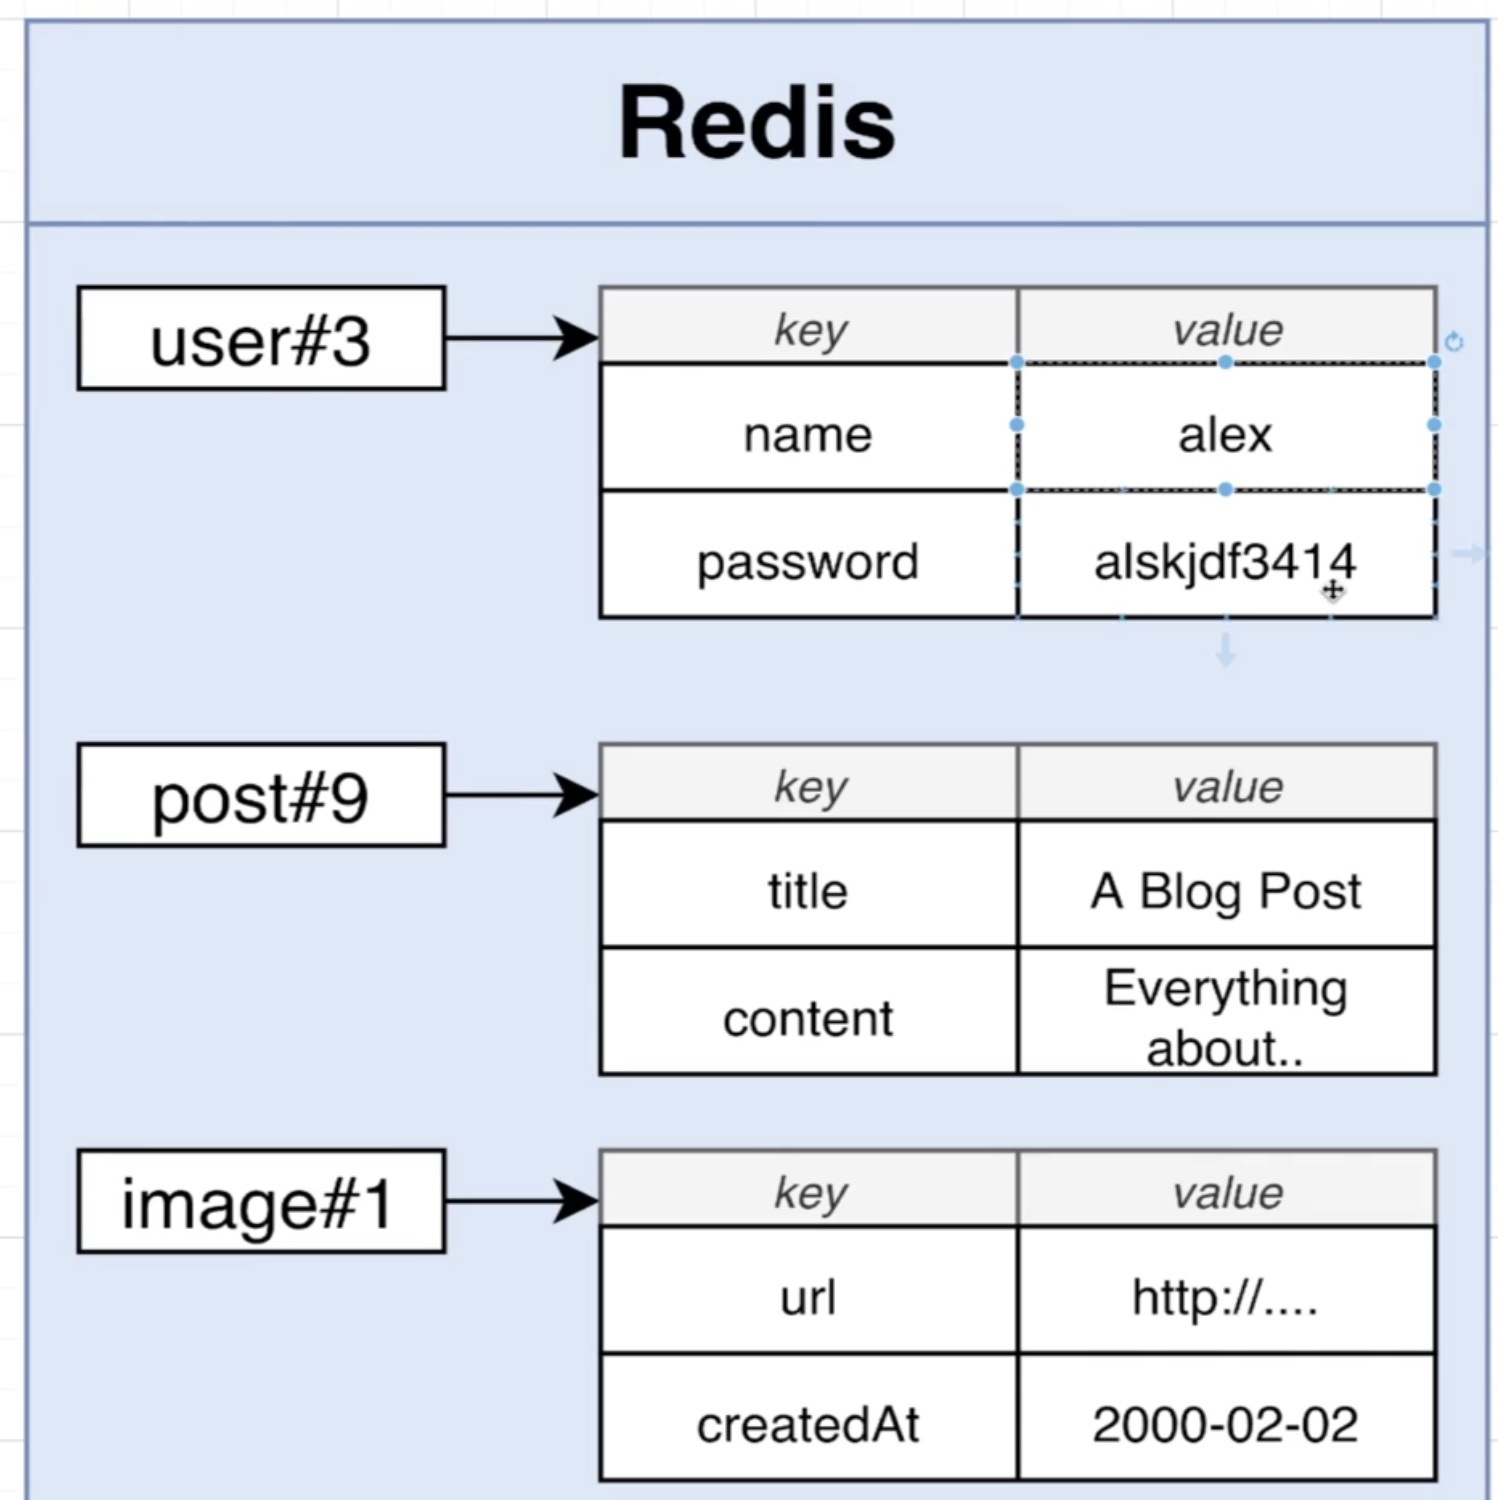 Redis
user#3
key value
name alex
password alskjdf3414
post#9
key value
title A Blog Post
content Everything
about..
image#1
key value
url http://....
createdAt 2000-02-02